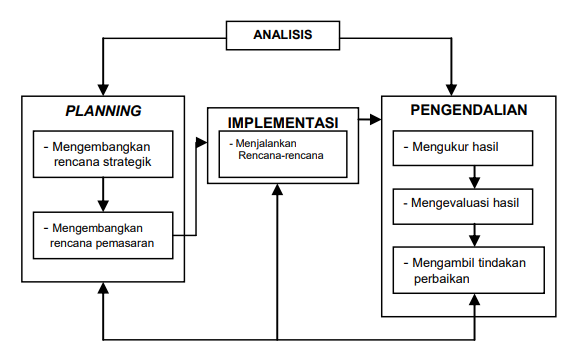 ANALISIS
PLANNING
- Mengembangkan
rencana strategik
- Mengembangkan
rencana pemasaran
IMPLEMENTASI
- Menjalankan
Rencana-rencana
PENGENDALIAN
- Mengukur hasil
- Mengevaluasi hasil
- Mengambil tindakan
perbaikan